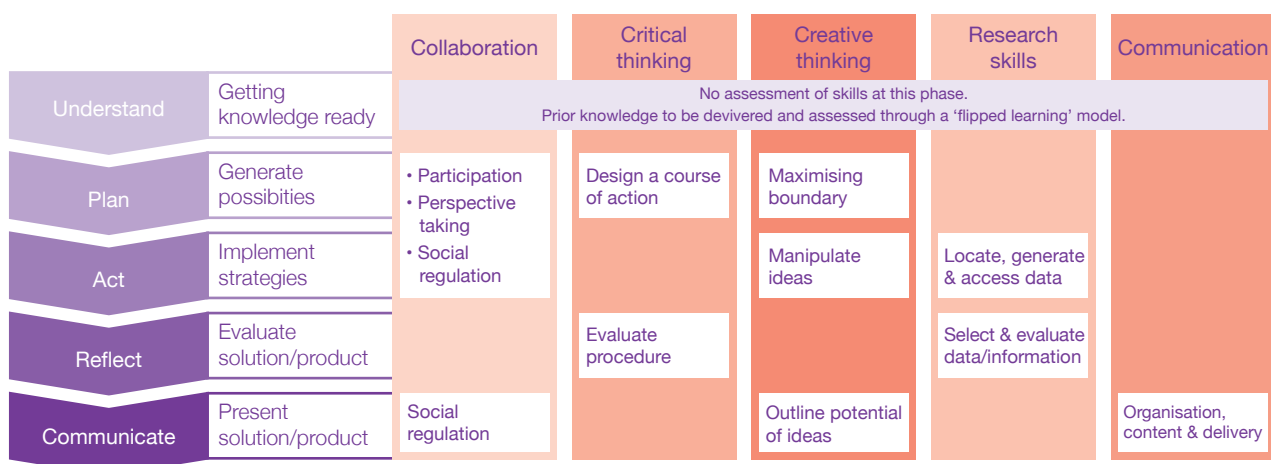 Collaboration
Critical
thinking
Creative
thinking
Research
skills
Communication
Understand
Getting
knowledge ready
No assessment of skills at this phase.
Prior knowledge to be devivered and assessed through a ‘flipped learning’ model.
Plan
Generate
possibities
• Participation
• Perspective
taking
• Social
regulation
Design a course
of action
Maximising
boundary
Act
Implement
strategies
Manipulate
ideas
Locate, generate
& access data
Reflect
Evaluate
solution/product
Evaluate
procedure
Select & evaluate
data/information
Communicate
Present
solution/product
Social
regulation
Outline potential
of ideas
Organisation,
content & delivery